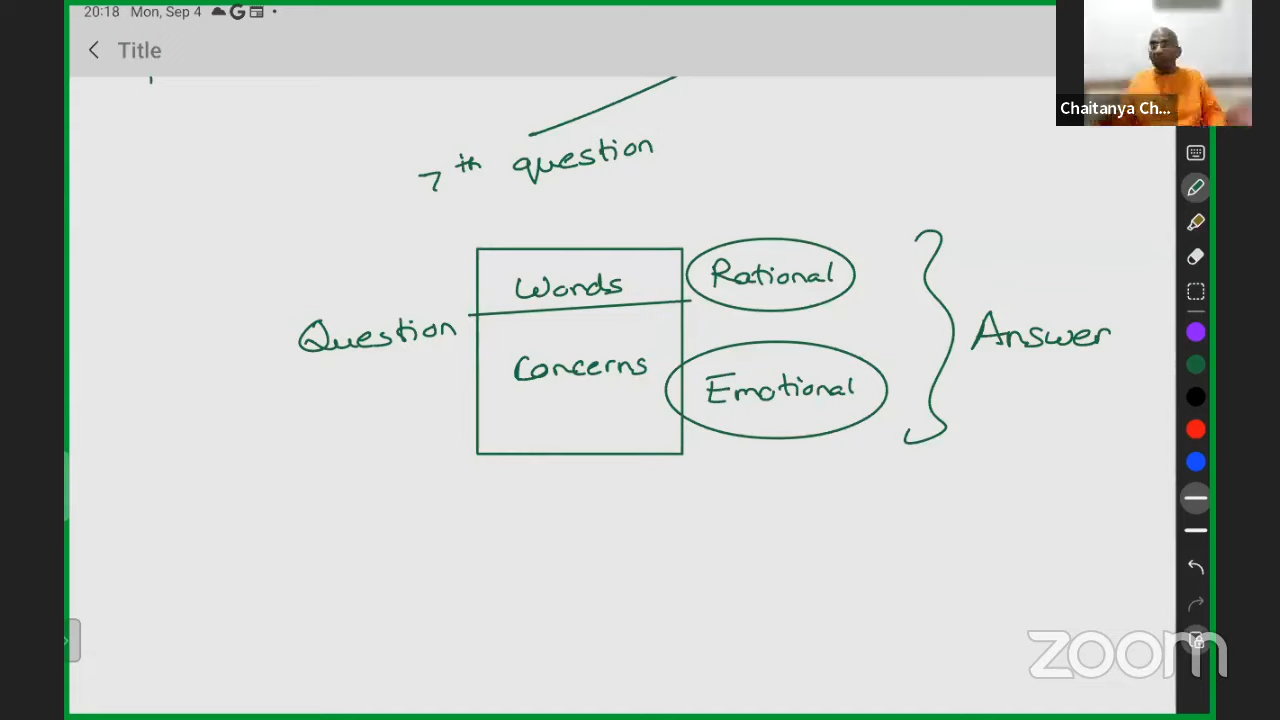 20:18 Mon, Sep 4
Title
Chaitanya Ch...
7th question
Words
Rational
Question
Concerns
Emotional
Answer
zoom